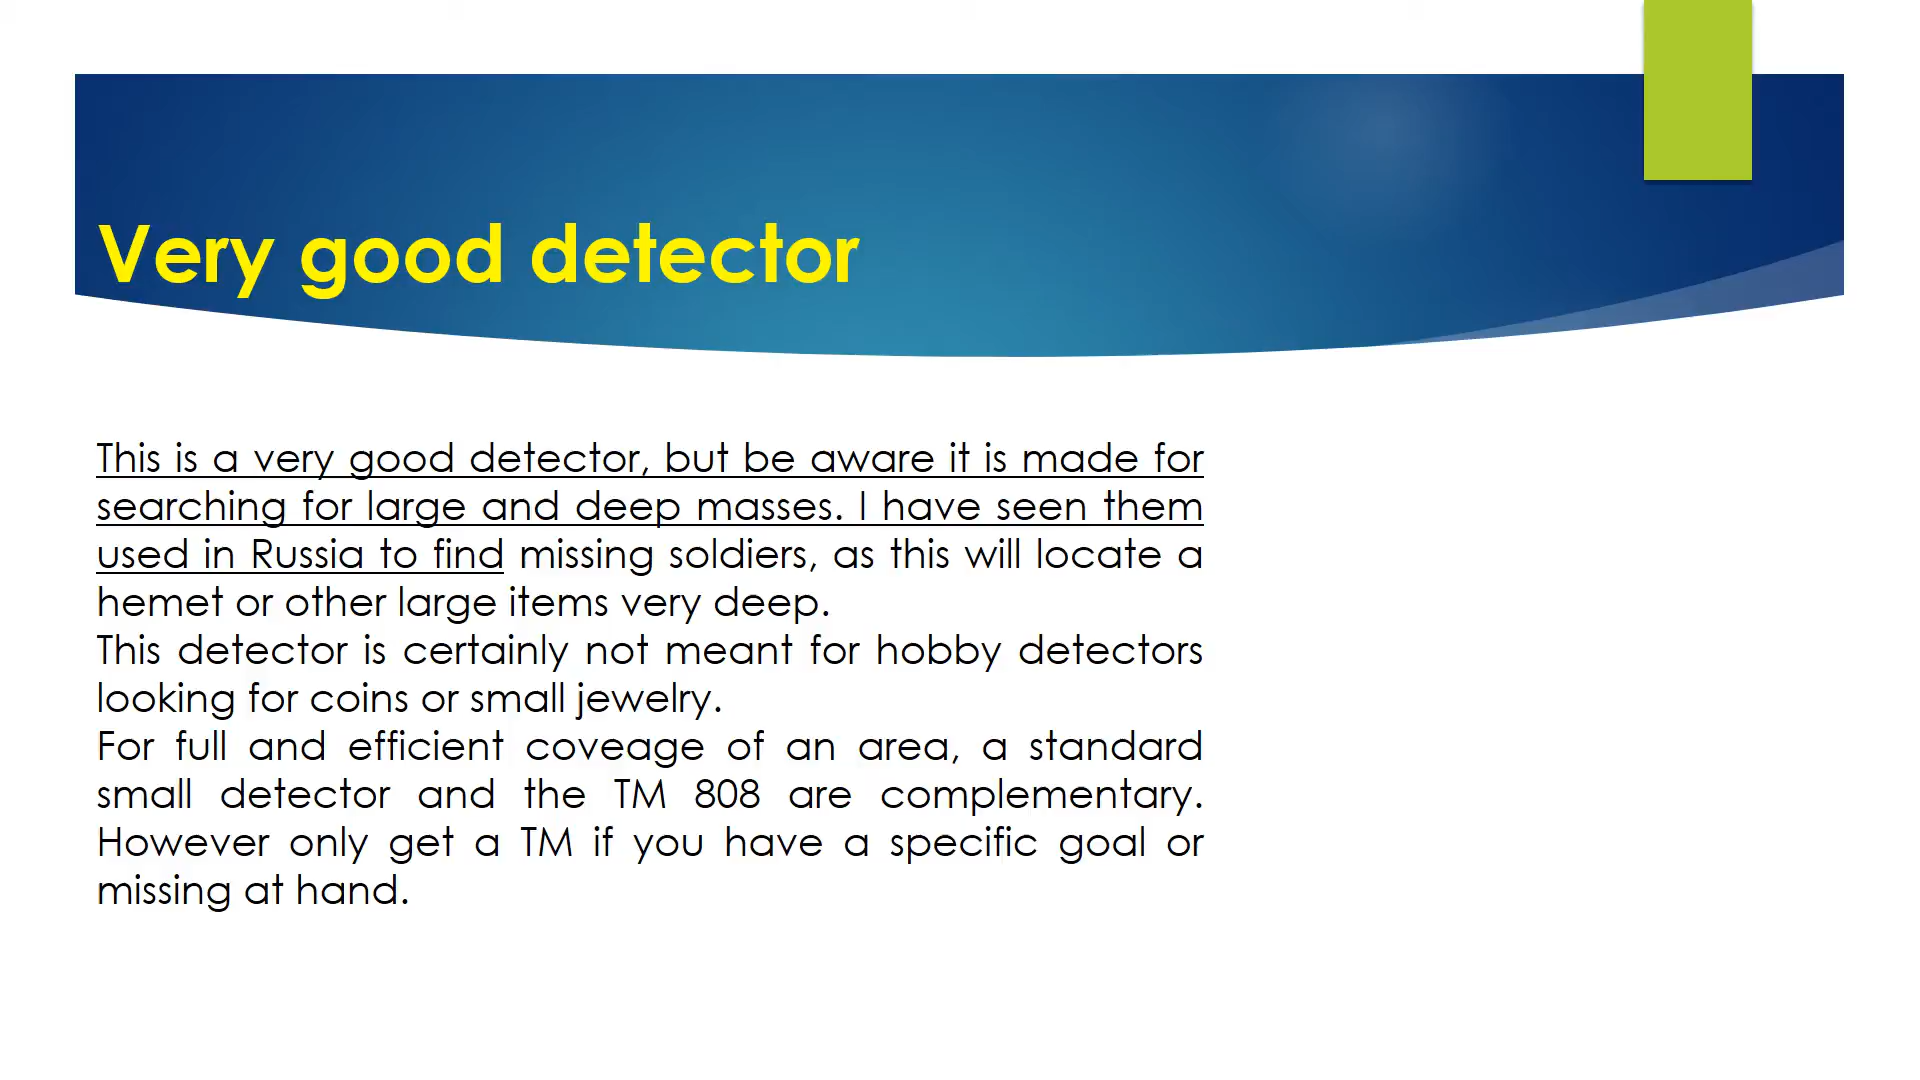 Very good detector
This is a very good detector, but be aware it is made for
searching for large and deep masses. I have seen them
used in Russia to find missing soldiers, as this will locate a
hemet or other large items very deep.
This detector is certainly not meant for hobby detectors
looking for coins or small jewelry.
For full and efficient coveage of an area, a standard
small detector and the TM 808 are complementary.
However only get a TM if you have a specific goal or
missing at hand.